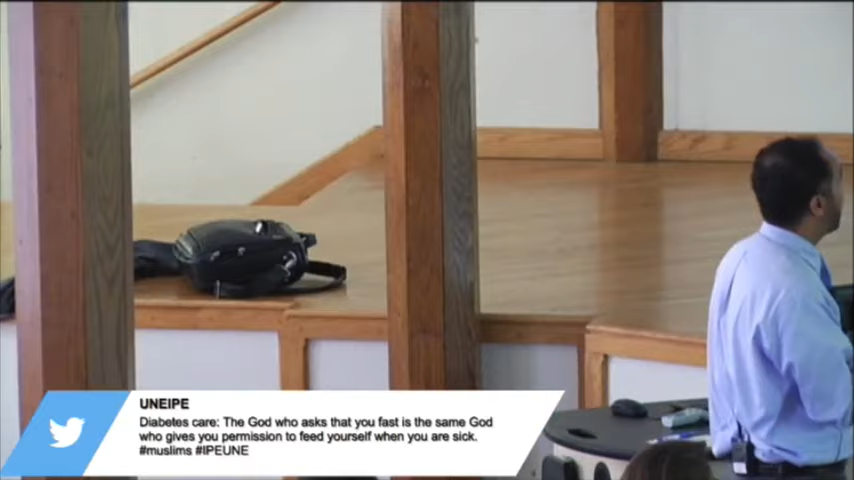 UNEIPE
Diabetes care: The God who asks that you fast is the same God
who gives you permission to feed yourself when you are sick.
#muslims #IPEUNE